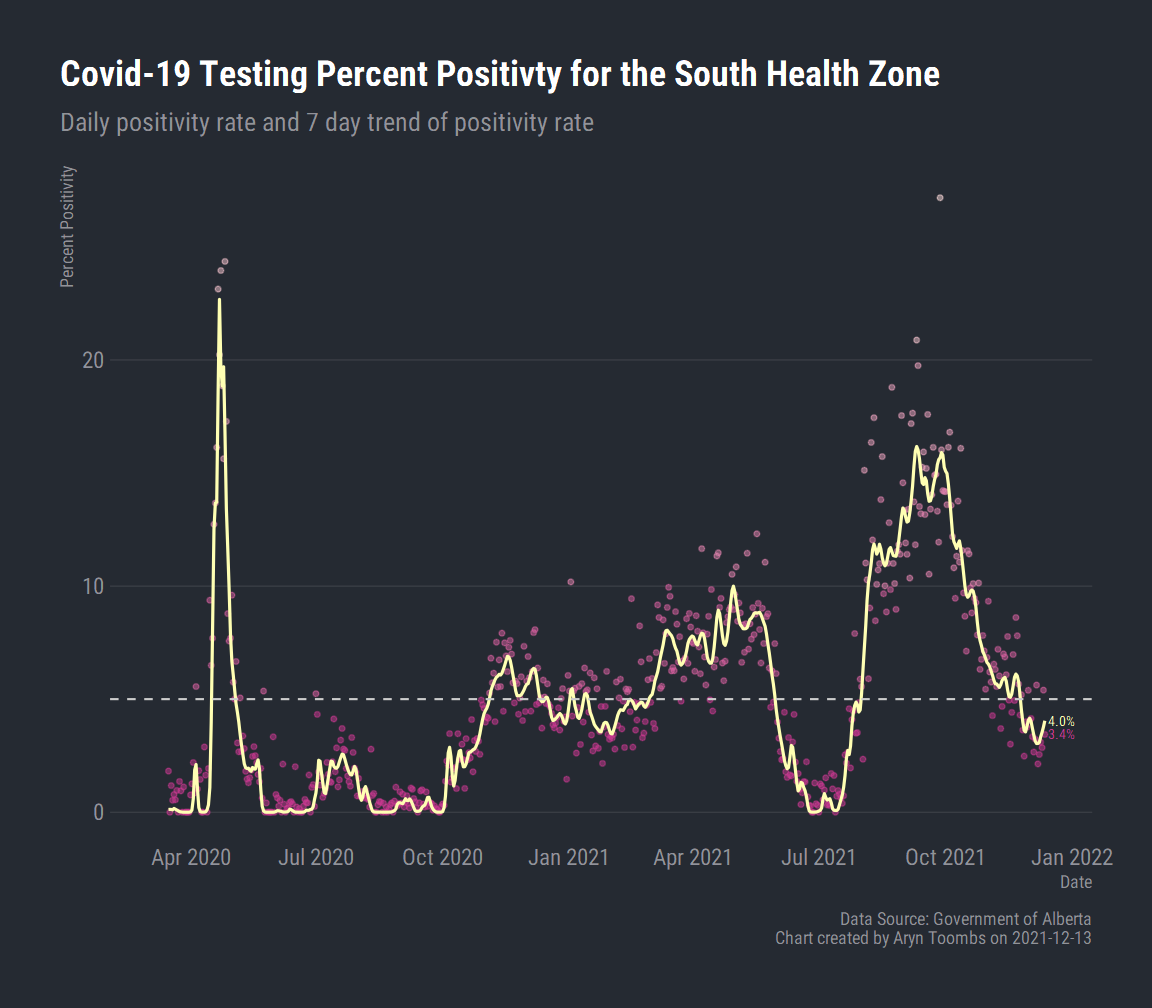 Covid-19 Testing Percent Positivty for the South Health Zone
Daily positivity rate and 7 day trend of positivity rate
Percent Positivity
20
10
0
4.0%
3.4%
Apr 2020 Jul 2020 Oct 2020 Jan 2021 Apr 2021 Jul 2021 Oct 2021 Jan 2022
Date
Data Source: Government of Alberta
Chart created by Aryn Toombs on 2021-12-13